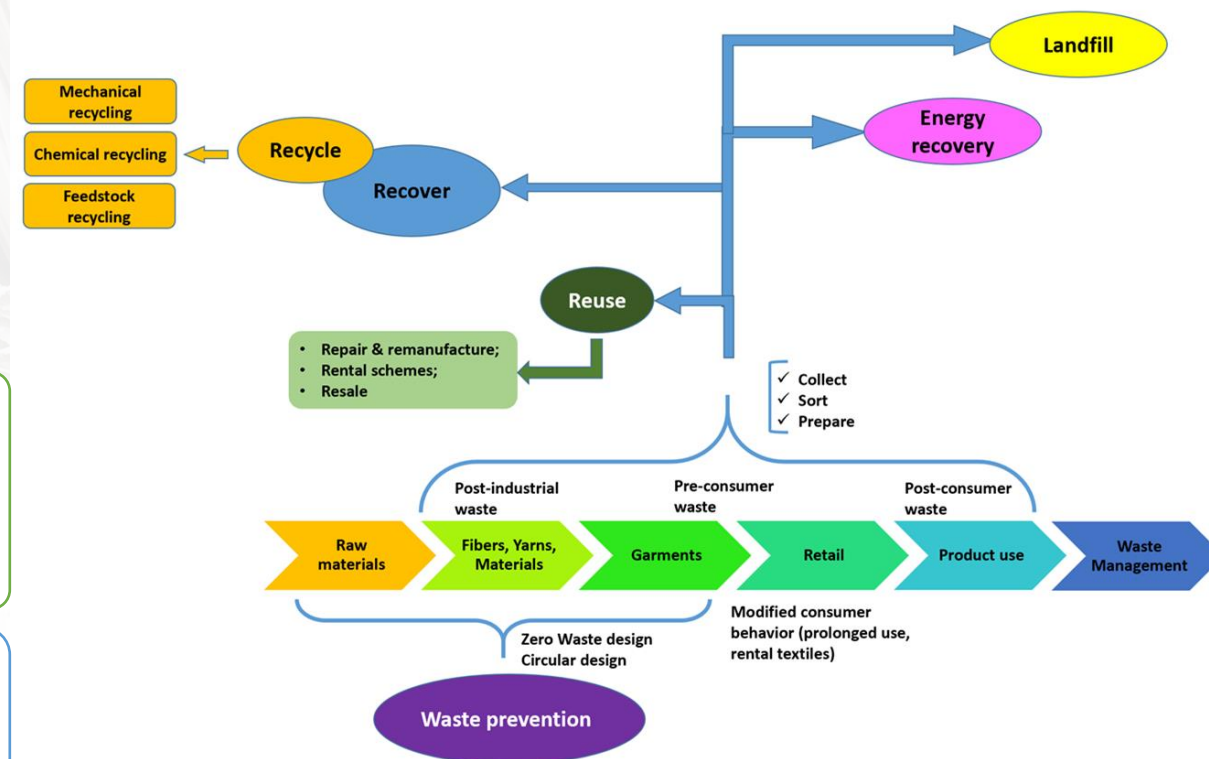 Landfill
Energy
recovery
Mechanical
recycling
Chemical recycling
Feedstock
recycling
Recycle
Recover
Reuse
• Repair & remanufacture;
• Rental schemes;
• Resale
✓ Collect
✓ Sort
✓ Prepare
Post-industrial
waste
Pre-consumer
waste
Post-consumer
waste
Raw
materials
Fibers, Yarns,
Materials
Garments
Retail
Product use
Waste
Management
Zero Waste design
Circular design
Modified consumer
behavior (prolonged use,
rental textiles)
Waste prevention